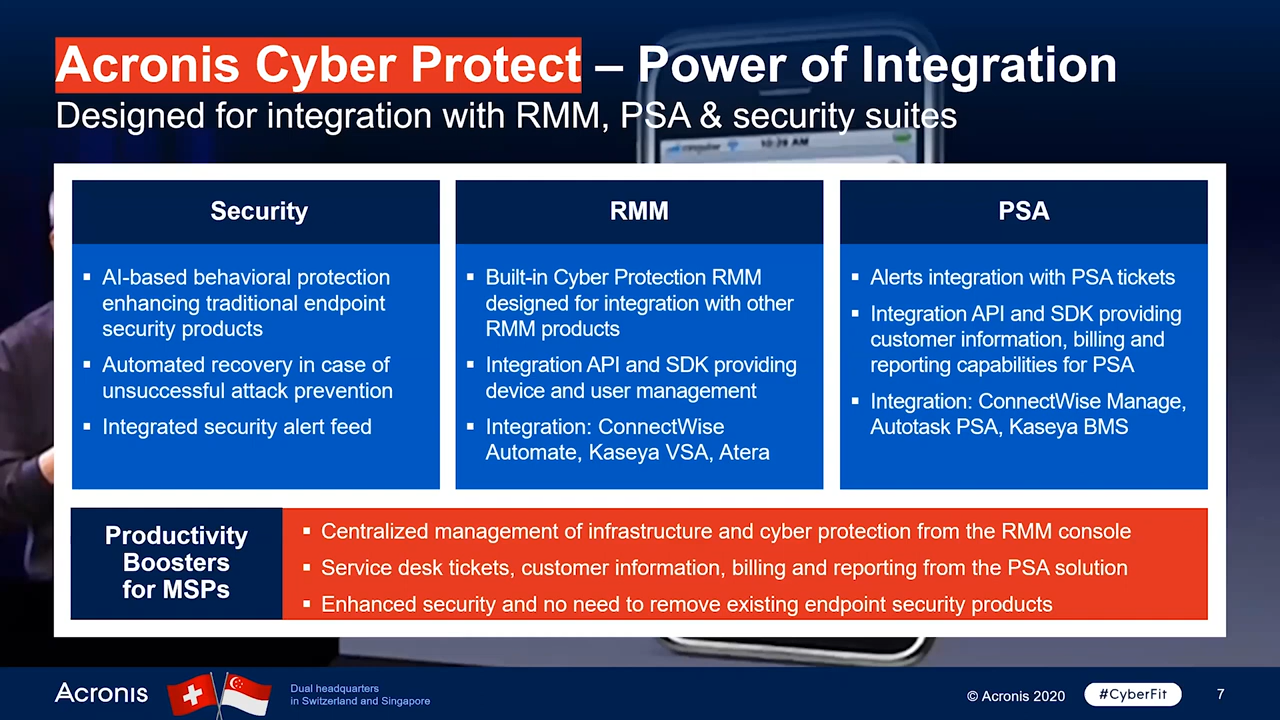 Acronis Cyber Protect – Power of Integration
Designed for integration with RMM, PSA & security suites
10:28 AM
Security
▪ AI-based behavioral protection
enhancing traditional endpoint
security products
▪ Automated recovery in case of
unsuccessful attack prevention
▪ Integrated security alert feed
RMM
▪ Built-in Cyber Protection RMM
designed for integration with other
RMM products
▪ Integration API and SDK providing
device and user management
▪ Integration: ConnectWise
Automate, Kaseya VSA, Atera
PSA
▪ Alerts integration with PSA tickets
▪ Integration API and SDK providing
customer information, billing and
reporting capabilities for PSA
▪ Integration: ConnectWise Manage,
Autotask PSA, Kaseya BMS
Productivity
Boosters
for MSPs
▪ Centralized management of infrastructure and cyber protection from the RMM console
▪ Service desk tickets, customer information, billing and reporting from the PSA solution
▪ Enhanced security and no need to remove existing endpoint security products
Acronis
Dual headquarters
in Switzerland and Singapore
© Acronis 2020
#CyberFit
7